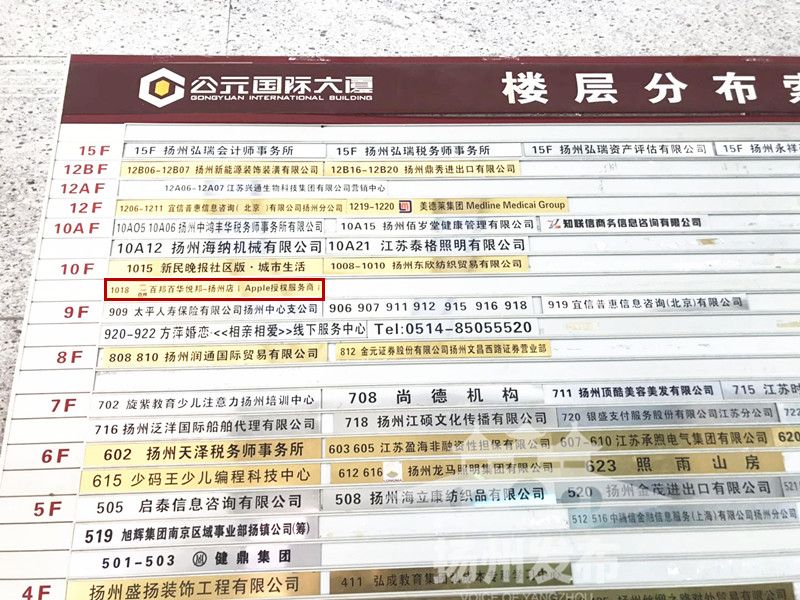 公元国际大厦
GONGYUAN INTERNATIONAL BUILDING
楼层分布
15F 15F 扬州弘瑞会计师事务所 15F 扬州弘瑞税务师事务所 15F 扬州弘瑞资产评估有限公司 15F 扬州永祥
12BF 12B06-12B07 扬州新能源装饰装潢有限公司 12B16-12B20 扬州鼎秀进出口有限公司
12AF 12A06-12A07 江苏兴通生物科技集团有限公司营销中心
12F 1206-1211 宜信普惠信息咨询(北京)有限公司扬州分公司 1219-1220 美德莱集团 Medline Medicai Group
10AF 10A05 10A06 扬州中鸿丰华税务师事务所有限公司 10A15 扬州佰岁堂健康管理有限公司 知联信商务信息咨询有限公司
10A12 扬州海纳机械有限公司 10A21 江苏泰格照明有限公司
10F 1015 新民晚报社区版·城市生活 1008-1010 扬州东欣纺织贸易有限公司
1018 百邦百华悦邦-扬州店 | Apple授权服务商
9F 909 太平人寿保险有限公司扬州中心支公司 906 907 911 912 915 916 918 919 宜信普惠信息咨询(北京)有限公司
920-922 方萍婚恋·<<相亲相爱>>线下服务中心 Tel:0514-85055520
8F 808 810 扬州润通国际贸易有限公司 812 金元证券股份有限公司扬州文昌西路证券营业部
7F 702 旋紫教育少儿注意力扬州培训中心 708 尚德机构 711 扬州顶酷美容美发有限公司 715 江苏
716 扬州泛洋国际船舶代理有限公司 718 扬州江硕文化传播有限公司 720 银盛支付服务股份有限公司江苏分公司 722
6F 602 扬州天泽税务师事务所 603 605 江苏盈海非融资性担保有限公司 607-610 江苏承煦电气集团有限公司 620
615 少码王少儿编程科技中心 612 616 扬州龙马照明集团有限公司 623 照雨山房
5F 505 启泰信息咨询有限公司 508 扬州海立康纺织品有限公司 520 扬州金茂进出口有限公司 521
519 旭辉集团南京区域事业部扬镇公司(筹) 512 516 中腾信金融信息服务(上海)有限公司扬州分公司
501-503 健鼎集团
4F 扬州盛扬装饰工程有限公司 411 弘成教育集团
扬州发布
VOICE OF YANGZHOU